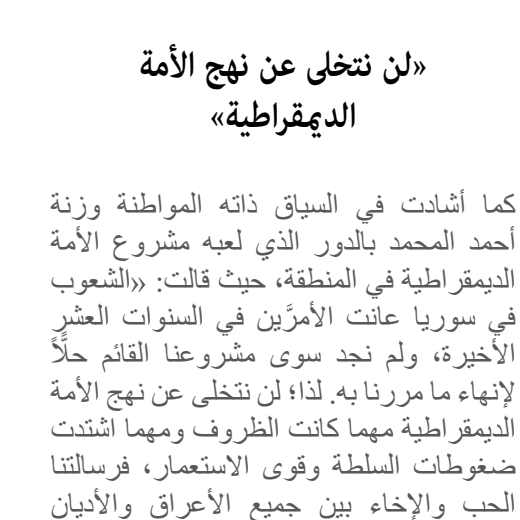 «لن نتخلى عن نهج الأمة
الديمقراطية»
كما أشادت في السياق ذاته المواطنة وزنة
أحمد المحمد بالدور الذي لعبه مشروع الأمة
الديمقراطية في المنطقة، حيث قالت: «الشعوب
في سوريا عانت الأمرَّين في السنوات العشر
الأخيرة، ولم نجد سوى مشروعنا القائم حلَّاً
لإنهاء ما مررنا به. لذا؛ لن نتخلى عن نهج الأمة
الديمقراطية مهما كانت الظروف ومهما اشتدت
ضغوطات السلطة وقوى الاستعمار، فرسالتنا
الحب والإخاء بين جميع الأعراق والأديان